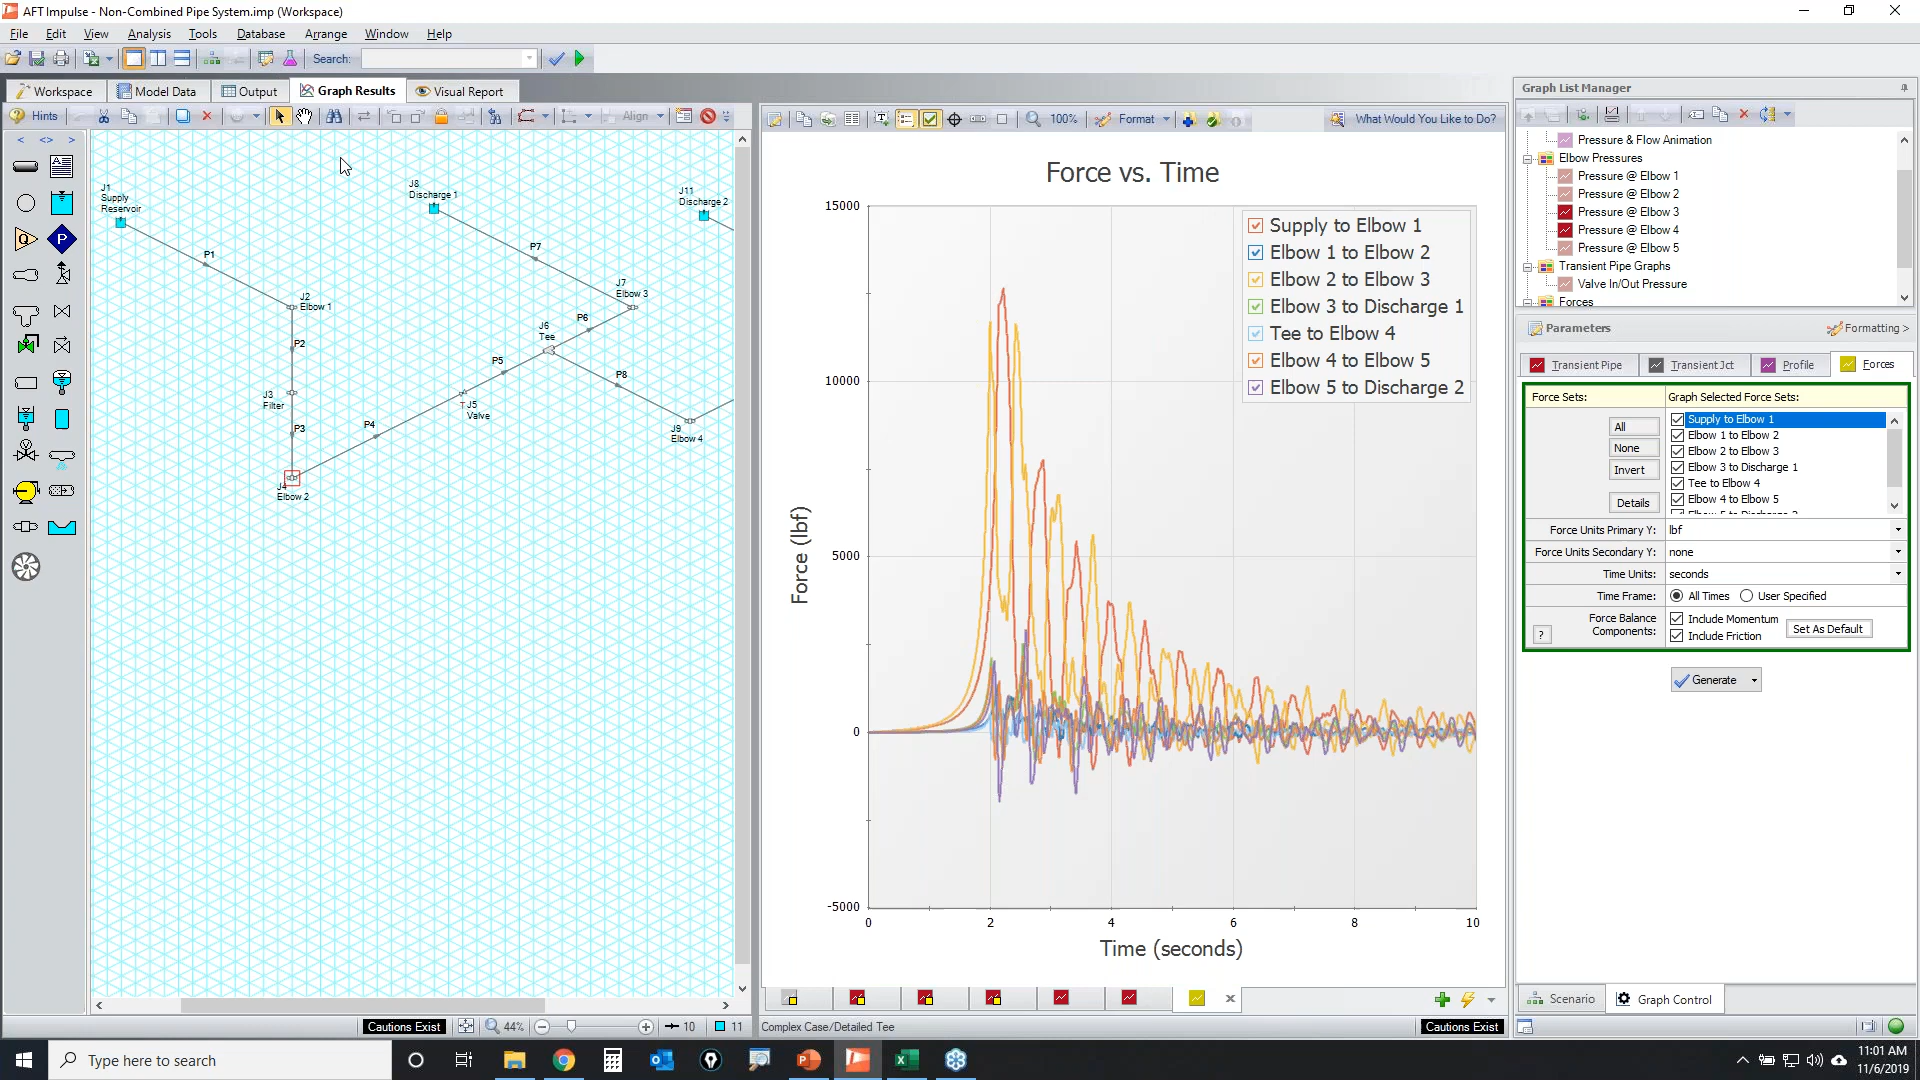 AFT Impulse - Non-Combined Pipe System.imp (Workspace)
File Edit View Analysis Tools Database Arrange Window Help
Search:
Workspace Model Data Output Graph Results Visual Report
Hints Align
100% Format What Would You Like to Do?
Graph List Manager
Pressure & Flow Animation
Elbow Pressures
Pressure @ Elbow 1
Pressure @ Elbow 2
Pressure @ Elbow 3
Pressure @ Elbow 4
Pressure @ Elbow 5
Transient Pipe Graphs
Valve In/Out Pressure
Forces
Parameters Formatting >
Transient Pipe Transient Jct Profile Forces
Force Sets: Graph Selected Force Sets:
All
None
Invert
Details
Supply to Elbow 1
Elbow 1 to Elbow 2
Elbow 2 to Elbow 3
Elbow 3 to Discharge 1
Tee to Elbow 4
Elbow 4 to Elbow 5
Elbow 5 to Discharge 2
Force Units Primary Y: lbf
Force Units Secondary Y: none
Time Units: seconds
Time Frame: All Times User Specified
Force Balance
Components:
Include Momentum
Include Friction
Set As Default
?
Generate
Scenario Graph Control
< <> >
A
Q
P
J1
Supply
Reservoir
P1
J2
Elbow 1
P2
J3
Filter
P3
J4
Elbow 2
P4
J5
Valve
T
P5
J6
Tee
P6
J7
Elbow 3
P7
J8
Discharge 1
P8
J9
Elbow 4
J11
Discharge 2
Force vs. Time
Supply to Elbow 1
Elbow 1 to Elbow 2
Elbow 2 to Elbow 3
Elbow 3 to Discharge 1
Tee to Elbow 4
Elbow 4 to Elbow 5
Elbow 5 to Discharge 2
15000
10000
5000
0
-5000
Force (lbf)
0 2 4 6 8 10
Time (seconds)
Cautions Exist 44% 10 11
Complex Case/Detailed Tee Cautions Exist
Type here to search
11:01 AM
11/6/2019